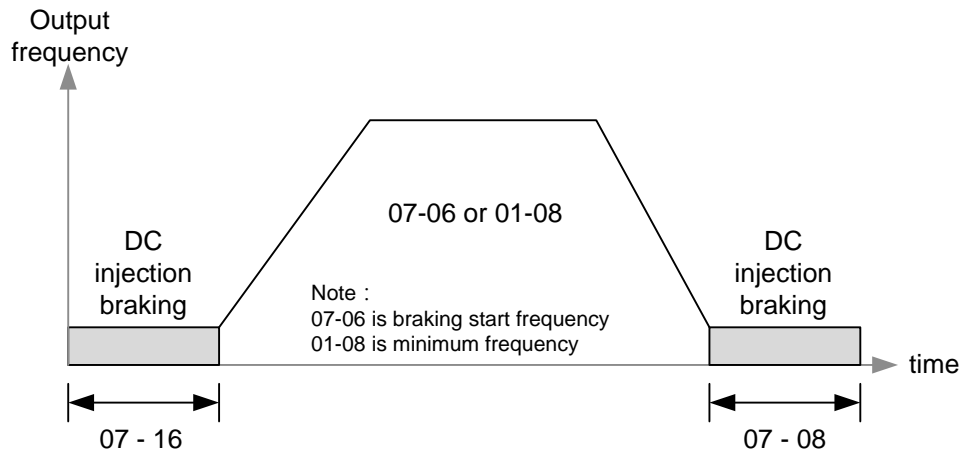 Output
frequency
07-06 or 01-08
DC
injection
braking
DC
injection
braking
Note :
07-06 is braking start frequency
01-08 is minimum frequency
time
07 - 16
07 - 08